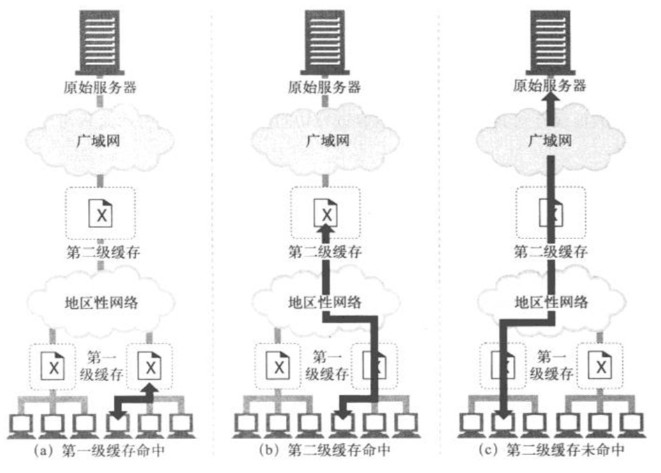 原始服务器
广域网
X
第二级缓存
地区性网络
X
第一
级缓存
X
(a) 第一级缓存命中
原始服务器
广域网
X
第二级缓存
地区性网络
X
第一
级缓存
X
(b) 第二级缓存命中
原始服务器
广域网
X
第二级缓存
地区性网络
X
第一
级缓存
X
(c) 第二级缓存未命中